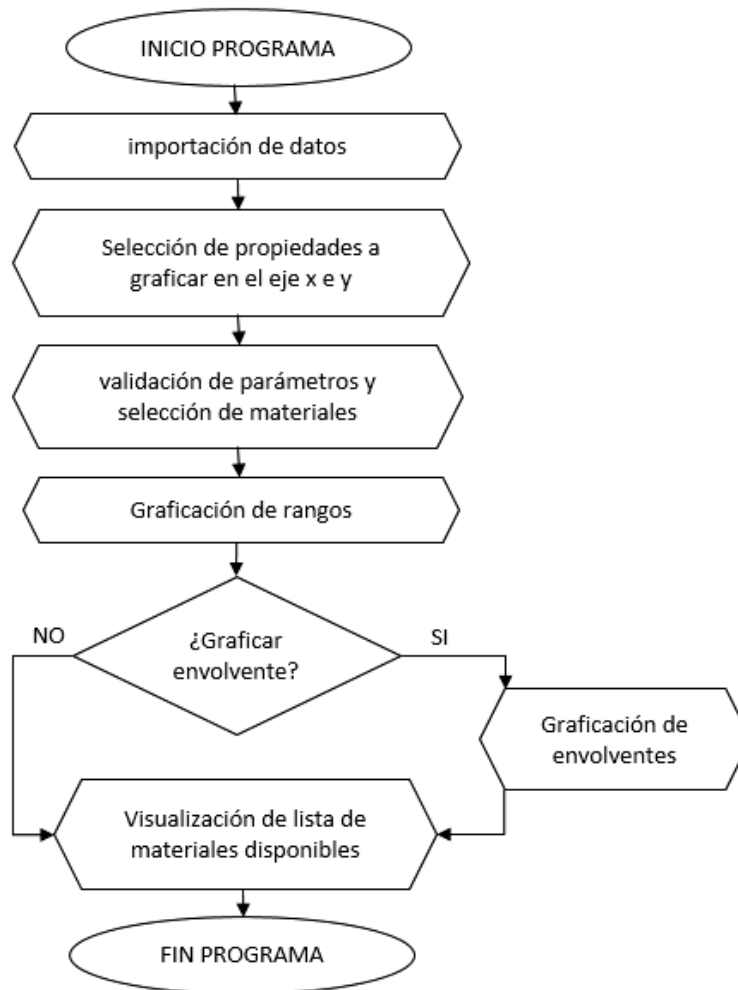 INICIO PROGRAMA
importación de datos
Selección de propiedades a
graficar en el eje x e y
validación de parámetros y
selección de materiales
Graficación de rangos
¿Graficar
envolvente?
NO
SI
Graficación de
envolventes
Visualización de lista de
materiales disponibles
FIN PROGRAMA